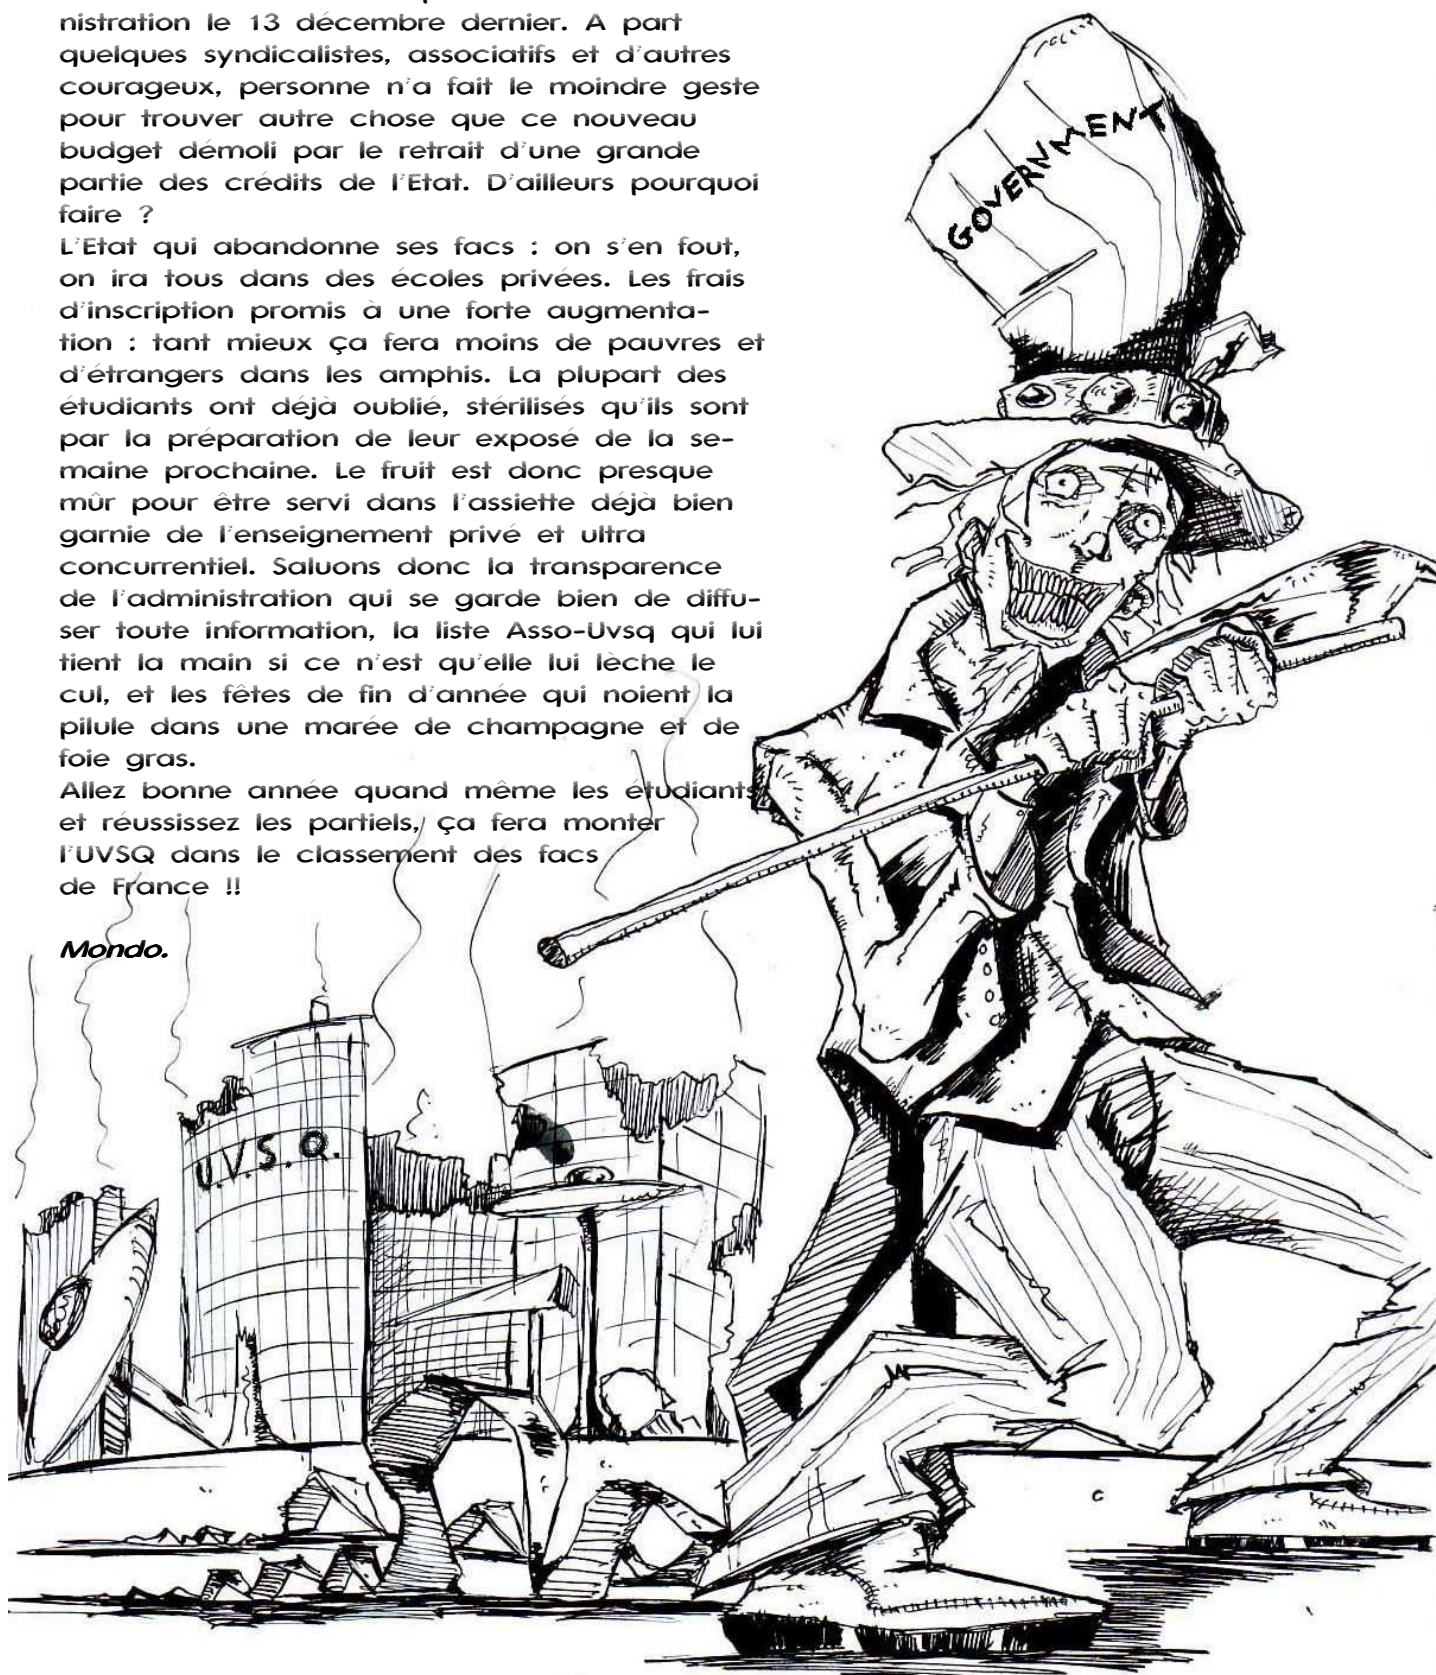 nistration le 13 décembre dernier. A part
quelques syndicalistes, associatifs et d'autres
courageux, personne n'a fait le moindre geste
pour trouver autre chose que ce nouveau
budget démoli par le retrait d'une grande
partie des crédits de l'Etat. D'ailleurs pourquoi
faire ?
L'Etat qui abandonne ses facs : on s'en fout,
on ira tous dans des écoles privées. Les frais
d'inscription promis à une forte augmenta-
tion : tant mieux ça fera moins de pauvres et
d'étrangers dans les amphis. La plupart des
étudiants ont déjà oublié, stérilisés qu'ils sont
par la préparation de leur exposé de la se-
maine prochaine. Le fruit est donc presque
mûr pour être servi dans l'assiette déjà bien
garnie de l'enseignement privé et ultra
concurrentiel. Saluons donc la transparence
de l'administration qui se garde bien de diffu-
ser toute information, la liste Asso-Uvsq qui lui
tient la main si ce n'est qu'elle lui lèche le
cul, et les fêtes de fin d'année qui noient la
pilule dans une marée de champagne et de
foie gras.
Allez bonne année quand même les étudiants
et réussissez les partiels, ça fera monter
l'UVSQ dans le classement des facs
de France !!
Mondo.
GOVERNMENT
U.V.S.Q.